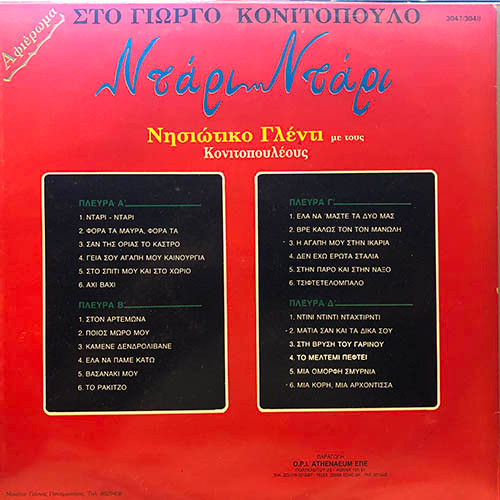 Αφιέρωμα
ΣΤΟ ΓΙΩΡΓΟ ΚΟΝΙΤΟΠΟΥΛΟ
3047/3048
Ντάρι Ντάρι
Νησιώτικο Γλέντι με τους
Κονιτοπουλέους
ΠΛΕΥΡΑ Α'
1. ΝΤΑΡΙ - ΝΤΑΡΙ
2. ΦΟΡΑ ΤΑ ΜΑΥΡΑ, ΦΟΡΑ ΤΑ
3. ΣΑΝ ΤΗΣ ΟΡΙΑΣ ΤΟ ΚΑΣΤΡΟ
4. ΓΕΙΑ ΣΟΥ ΑΓΑΠΗ ΜΟΥ ΚΑΙΝΟΥΡΓΙΑ
5. ΣΤΟ ΣΠΙΤΙ ΜΟΥ ΚΑΙ ΣΤΟ ΧΩΡΙΟ
6. ΑΧΙ ΒΑΧΙ
ΠΛΕΥΡΑ Β'
1. ΣΤΟΝ ΑΡΤΕΜΩΝΑ
2. ΠΟΙΟΣ ΜΩΡΟ ΜΟΥ
3. ΚΑΜΕΝΕ ΔΕΝΔΡΟΛΙΒΑΝΕ
4. ΕΛΑ ΝΑ ΠΑΜΕ ΚΑΤΩ
5. ΒΑΣΑΝΑΚΙ ΜΟΥ
6. ΤΟ ΡΑΚΙΤΖΟ
ΠΛΕΥΡΑ Γ'
1. ΕΛΑ ΝΑ 'ΜΑΣΤΕ ΤΑ ΔΥΟ ΜΑΣ
2. ΒΡΕ ΚΑΛΩΣ ΤΟΝ ΤΟΝ ΜΑΝΩΛΗ
3. Η ΑΓΑΠΗ ΜΟΥ ΣΤΗΝ ΙΚΑΡΙΑ
4. ΔΕΝ ΕΧΩ ΕΡΩΤΑ ΣΤΑΛΙΑ
5. ΣΤΗΝ ΠΑΡΟ ΚΑΙ ΣΤΗΝ ΝΑΞΟ
6. ΤΣΙΦΤΕΤΕΛΟΜΠΑΛΟ
ΠΛΕΥΡΑ Δ'
1. ΝΤΙΝΙ ΝΤΙΝΤΙ ΝΤΑΧΤΙΡΝΤΙ
2. ΜΑΤΙΑ ΣΑΝ ΚΑΙ ΤΑ ΔΙΚΑ ΣΟΥ
3. ΣΤΗ ΒΡΥΣΗ ΤΟΥ ΓΑΡΙΝΟΥ
4. ΤΟ ΜΕΛΤΕΜΙ ΠΕΦΤΕΙ
5. ΜΙΑ ΟΜΟΡΦΗ ΣΜΥΡΝΙΑ
6. ΜΙΑ ΚΟΡΗ, ΜΙΑ ΑΡΧΟΝΤΙΣΣΑ
ΠΑΡΑΓΩΓΗ
D.P.I. ATHENAEUM ΕΠΕ